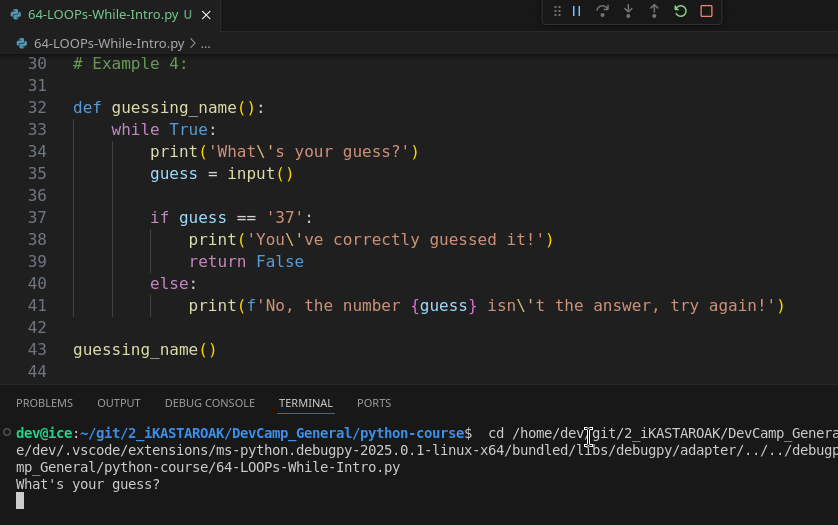 64-LOOPs-While-Intro.py U
64-LOOPs-While-Intro.py > ...
30 # Example 4:
31
32 def guessing_name():
33 while True:
34 print('What\'s your guess?')
35 guess = input()
36
37 if guess == '37':
38 print('You\'ve correctly guessed it!')
39 return False
40 else:
41 print(f'No, the number {guess} isn\'t the answer, try again!')
42
43 guessing_name()
44
PROBLEMS OUTPUT DEBUG CONSOLE TERMINAL PORTS
dev@ice:~/git/2_iKASTAROAK/DevCamp_General/python-course$ cd /home/dev/git/2_iKASTAROAK/DevCamp_Genera
e/dev/.vscode/extensions/ms-python.debugpy-2025.0.1-linux-x64/bundled/libs/debugpy/adapter/../../debugp
mp_General/python-course/64-LOOPs-While-Intro.py
What's your guess?